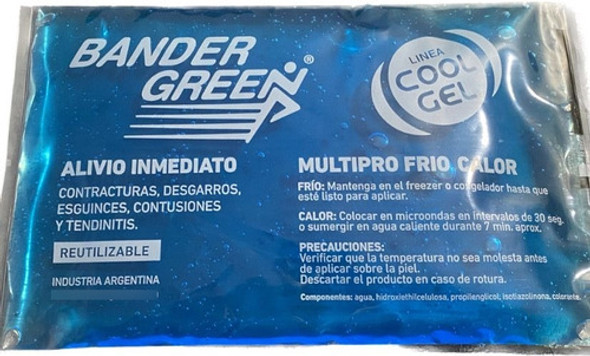 BANDER
GREEN®
LINEA
COOL
GEL
ALIVIO INMEDIATO
CONTRACTURAS, DESGARROS,
ESGUINCES, CONTUSIONES
Y TENDINITIS.
REUTILIZABLE
INDUSTRIA ARGENTINA
MULTIPRO FRIO CALOR
FRÍO: Mantenga en el freezer o congelador hasta que
esté listo para aplicar.
CALOR: Colocar en microondas en intervalos de 30 seg.
o sumergir en agua caliente durante 7 min. aprox.
PRECAUCIONES:
Verificar que la temperatura no sea molesta antes
de aplicar sobre la piel.
Descartar el producto en caso de rotura.
Componentes: agua, hidroxiethilcelulosa, propilenglicol, isotiazolinona, colorante.